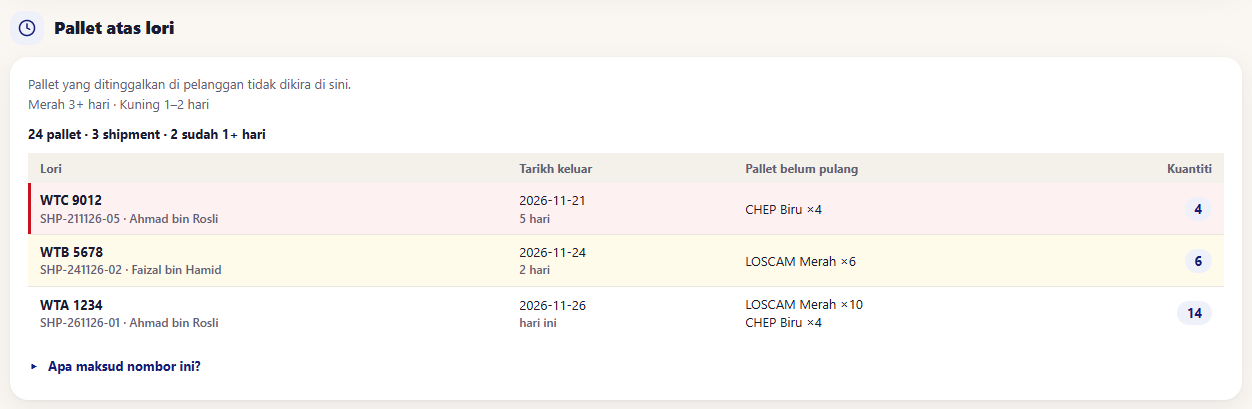 Pallet atas lori
Pallet yang ditinggalkan di pelanggan tidak dikira di sini.
Merah 3+ hari · Kuning 1–2 hari
24 pallet · 3 shipment · 2 sudah 1+ hari
Lori Tarikh keluar Pallet belum pulang Kuantiti
WTC 9012 2026-11-21 CHEP Biru ×4 4
SHP-211126-05 · Ahmad bin Rosli 5 hari
WTB 5678 2026-11-24 LOSCAM Merah ×6 6
SHP-241126-02 · Faizal bin Hamid 2 hari
WTA 1234 2026-11-26 LOSCAM Merah ×10 14
SHP-261126-01 · Ahmad bin Rosli hari ini CHEP Biru ×4
Apa maksud nombor ini?